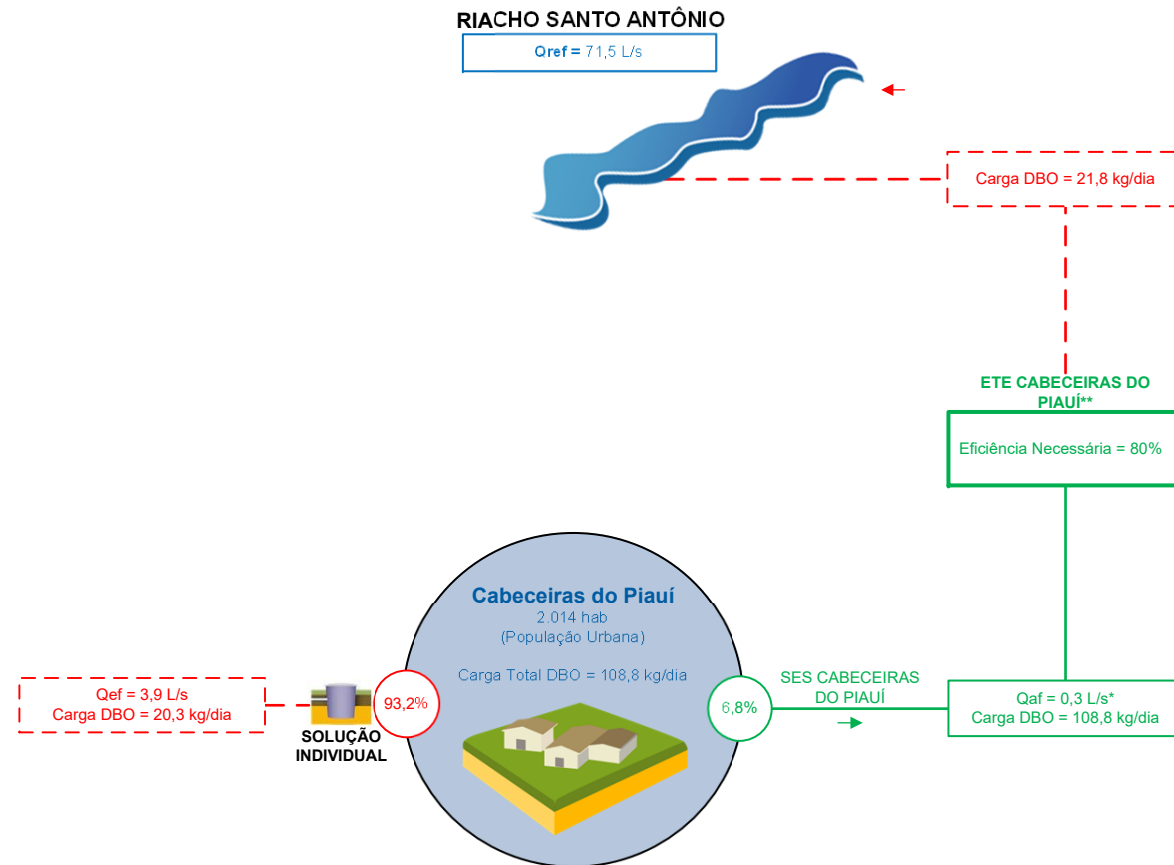 RIACHO SANTO ANTÔNIO
Qref = 71,5 L/s
Carga DBO = 21,8 kg/dia
ETE CABECEIRAS DO
PIAUÍ**
Eficiência Necessária = 80%
Cabeceiras do Piauí
2.014 hab
(População Urbana)
Carga Total DBO = 108,8 kg/dia
Qef = 3,9 L/s
Carga DBO = 20,3 kg/dia
SOLUÇÃO
INDIVIDUAL
93,2%
6,8%
SES CABECEIRAS
DO PIAUÍ
Qaf = 0,3 L/s*
Carga DBO = 108,8 kg/dia